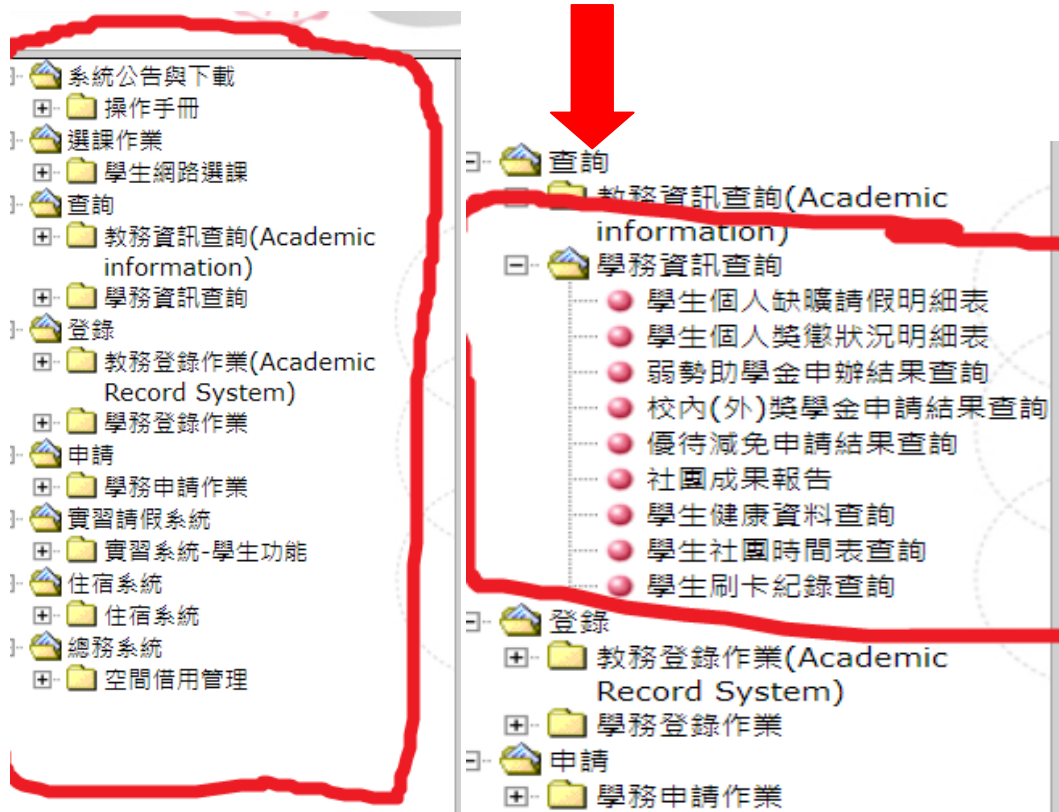 系統公告與下載
操作手冊
選課作業
學生網路選課
查詢
教務資訊查詢(Academic
information)
學務資訊查詢
登錄
教務登錄作業(Academic
Record System)
學務登錄作業
申請
學務申請作業
實習請假系統
實習系統-學生功能
住宿系統
住宿系統
總務系統
空間借用管理
查詢
教務資訊查詢(Academic
information)
學務資訊查詢
學生個人缺曠請假明細表
學生個人獎懲狀況明細表
弱勢助學金申辦結果查詢
校內(外)獎學金申請結果查詢
優待減免申請結果查詢
社團成果報告
學生健康資料查詢
學生社團時間表查詢
學生刷卡紀錄查詢
登錄
教務登錄作業(Academic
Record System)
學務登錄作業
申請
學務申請作業